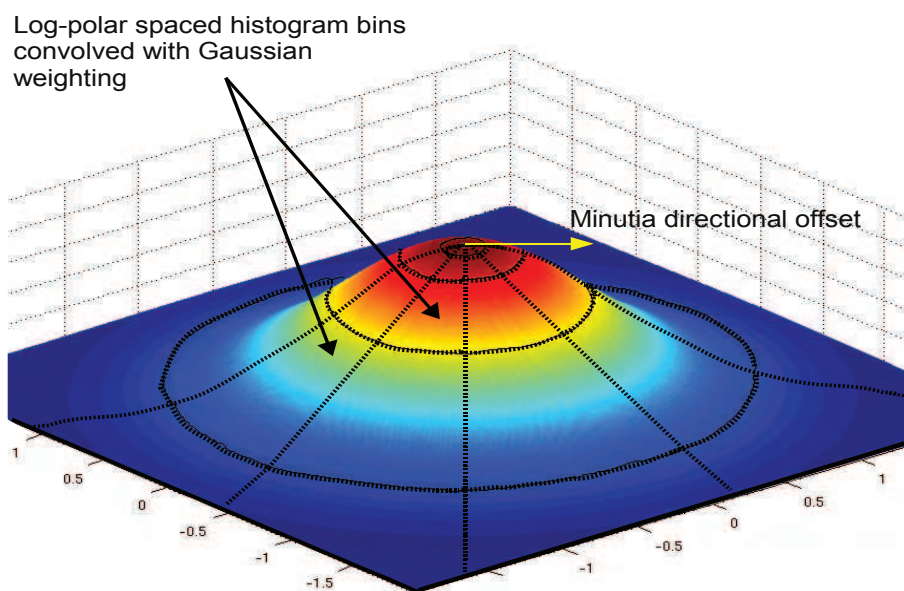 Log-polar spaced histogram bins
convolved with Gaussian
weighting
Minutia directional offset
1
0.5
0
-0.5
-1
-1.5
-1
-0.5
0
0.5
1